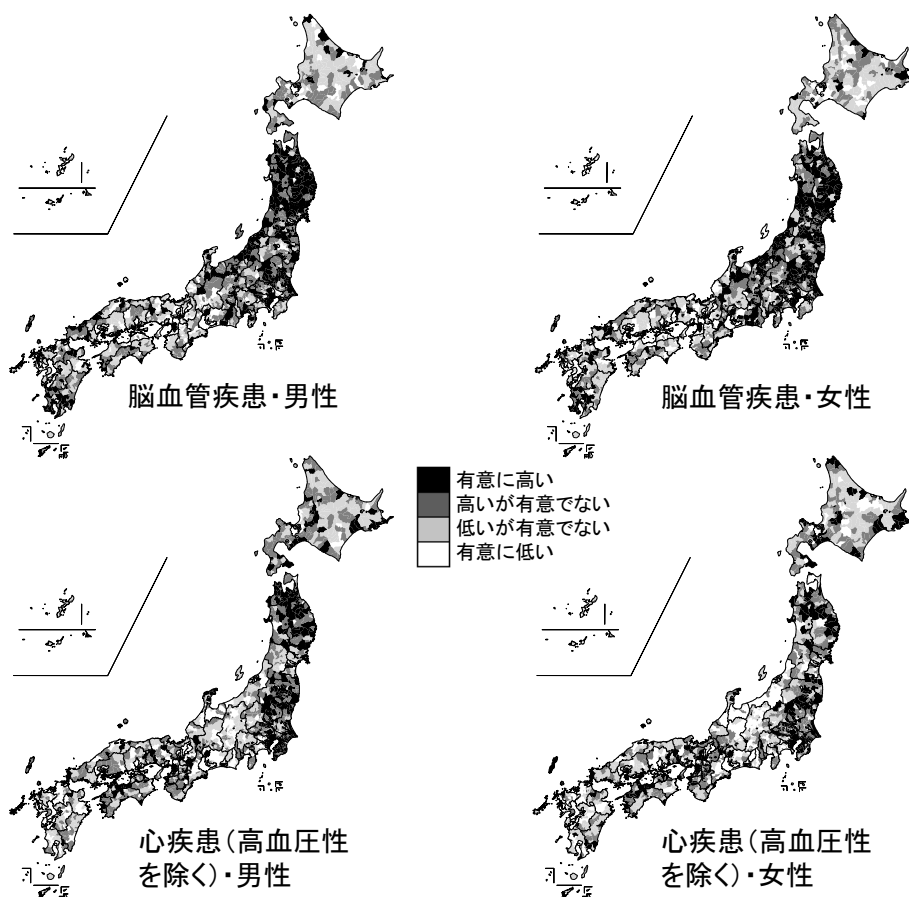 脳血管疾患・男性
脳血管疾患・女性
有意に高い
高いが有意でない
低いが有意でない
有意に低い
心疾患(高血圧性
を除く)・男性
心疾患(高血圧性
を除く)・女性